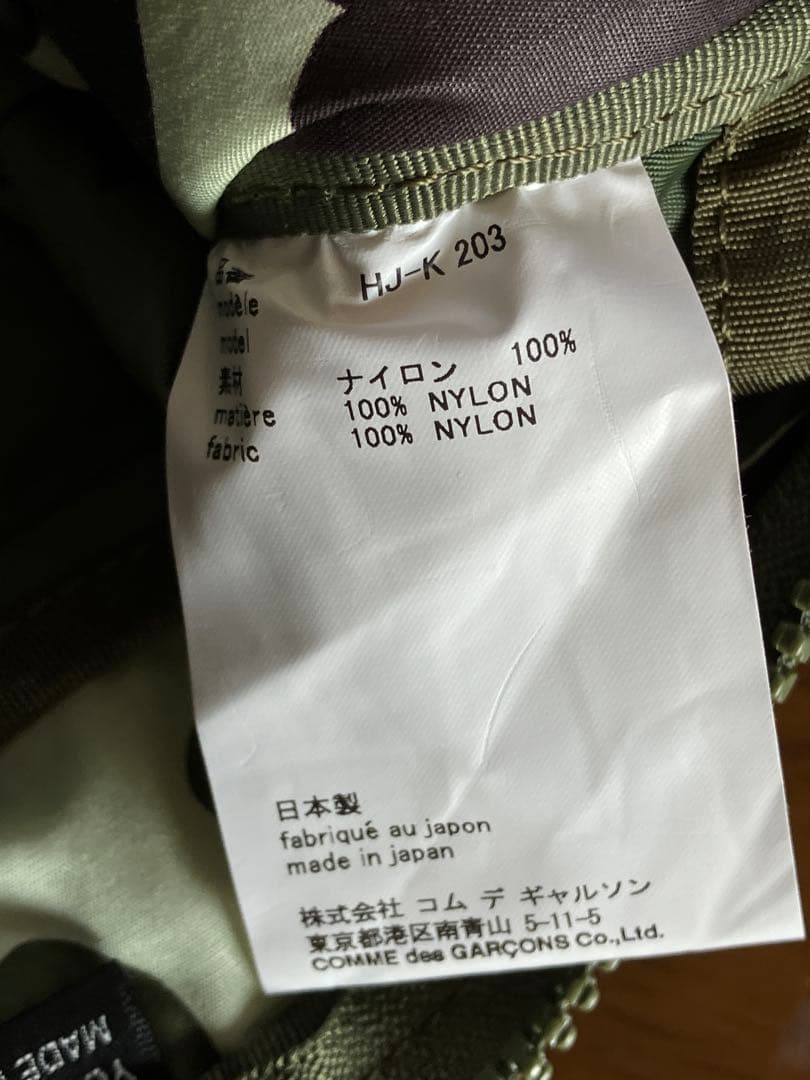 HJ-K 203
modèle
model
素材 ナイロン 100%
matière 100% NYLON
fabric 100% NYLON
日本製
fabriqué au japon
made in japan
株式会社 コム デ ギャルソン
東京都港区南青山 5-11-5
COMME des GARÇONS Co.,Ltd.
MADE